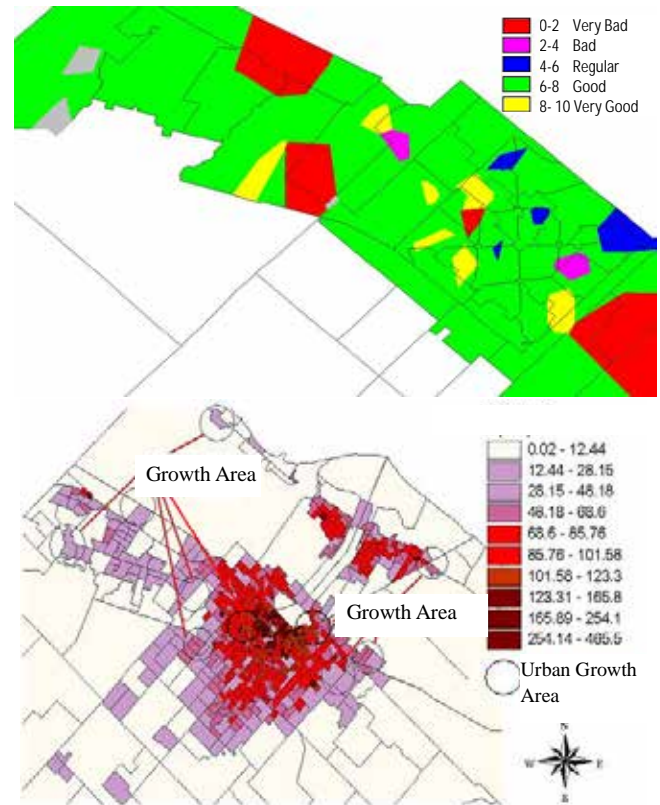 0-2 Very Bad
2-4 Bad
4-6 Regular
6-8 Good
8- 10 Very Good
0.02 - 12.44
12.44 - 28.15
28.15 - 48.18
48.18 - 68.6
68.6 - 85.76
85.76 - 101.58
101.58 - 123.3
123.31 - 165.8
165.89 - 254.1
254.14 - 465.5
Growth Area
Growth Area
Urban Growth
Area
N
W E
S